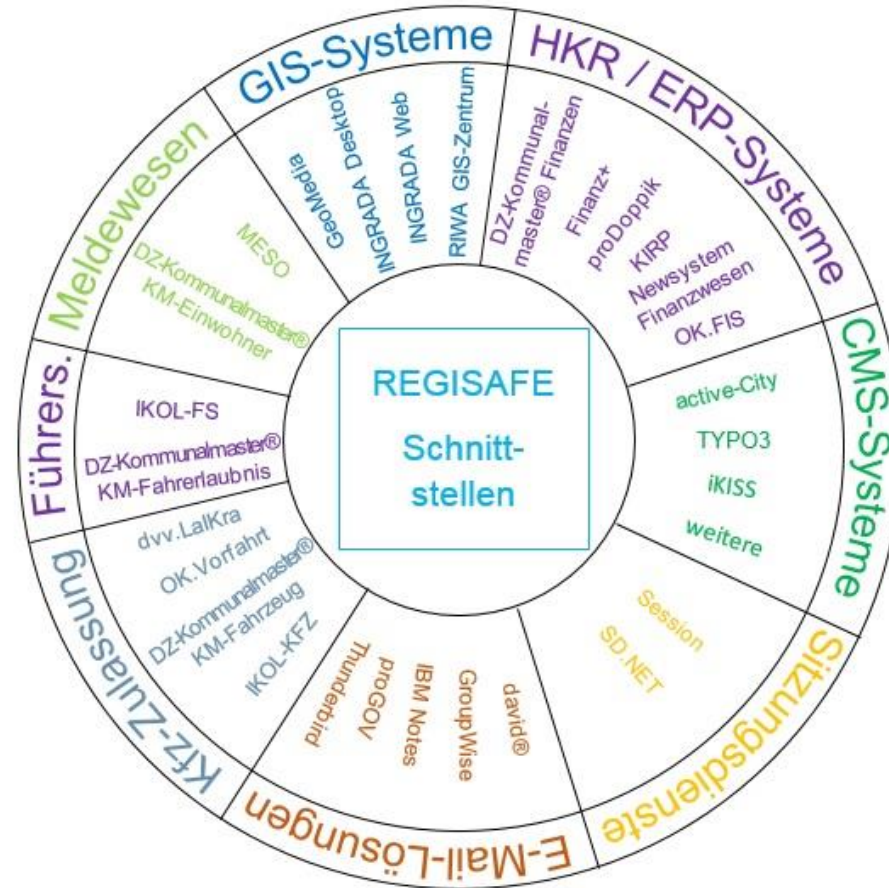 REGISAFE
Schnitt-
stellen
GIS-Systeme
GeoMedia
INGRADA Desktop
INGRADA Web
RIWA GIS-Zentrum
HKR / ERP-Systeme
DZ-Kommunal-
master® Finanzen
Finanz+
proDoppik
KIRP
Newsystem
Finanzwesen
OK.FIS
CMS-Systeme
active-City
TYPO3
iKISS
weitere
Sitzungsdienste
Session
SD.NET
E-Mail-Lösungen
david®
GroupWise
IBM Notes
proGOV
Thunderbird
Kfz-Zulassung
dvv.LaIKra
OK.Vorfahrt
DZ-Kommunalmaster®
KM-Fahrzeug
IKOL-KFZ
Führers.
IKOL-FS
DZ-Kommunalmaster®
KM-Fahrerlaubnis
Meldewesen
MESO
DZ-Kommunalmaster®
KM-Einwohner